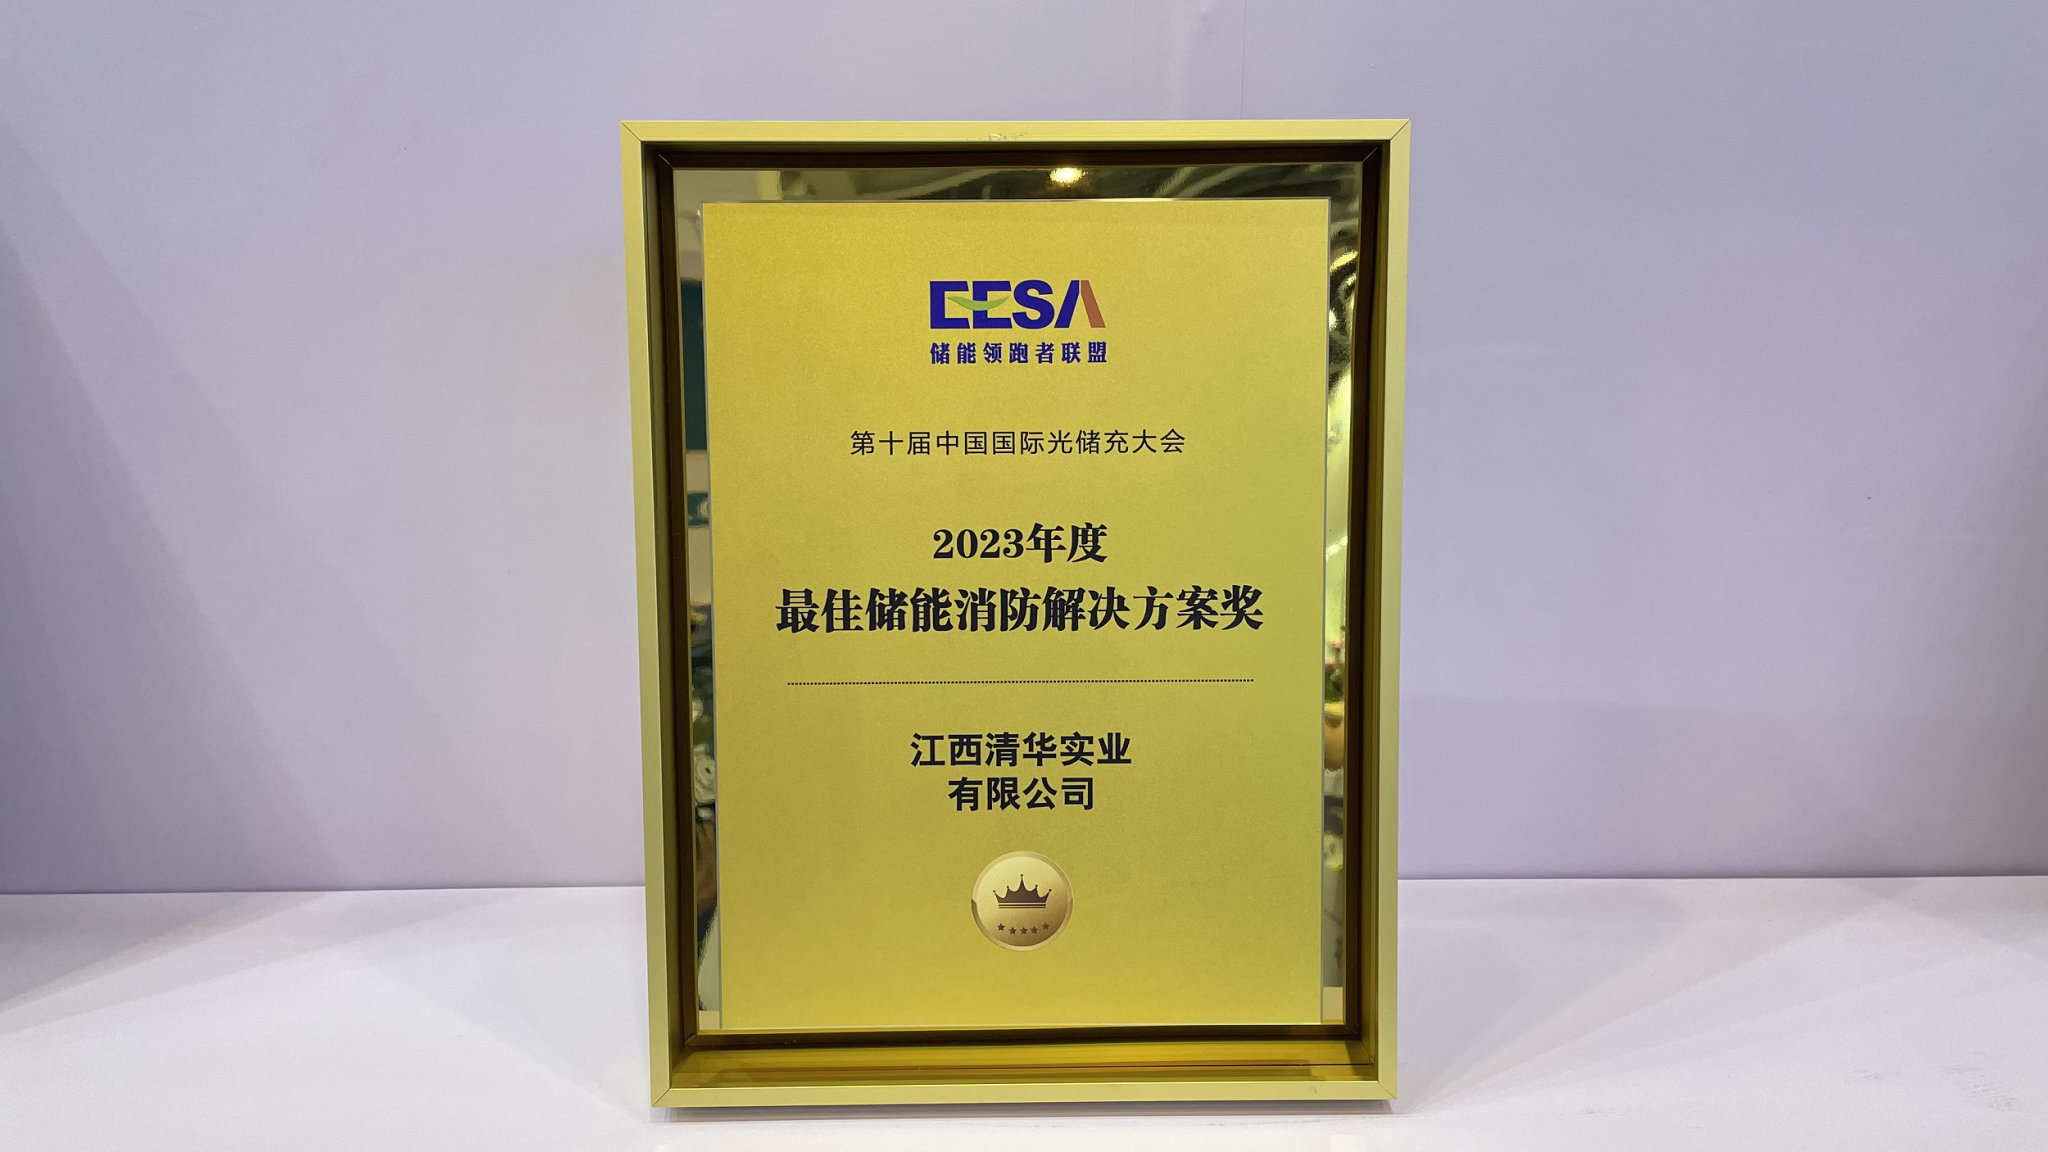 EESA
储能领跑者联盟
第十届中国国际光储充大会
2023年度
最佳储能消防解决方案奖
江西清华实业
有限公司